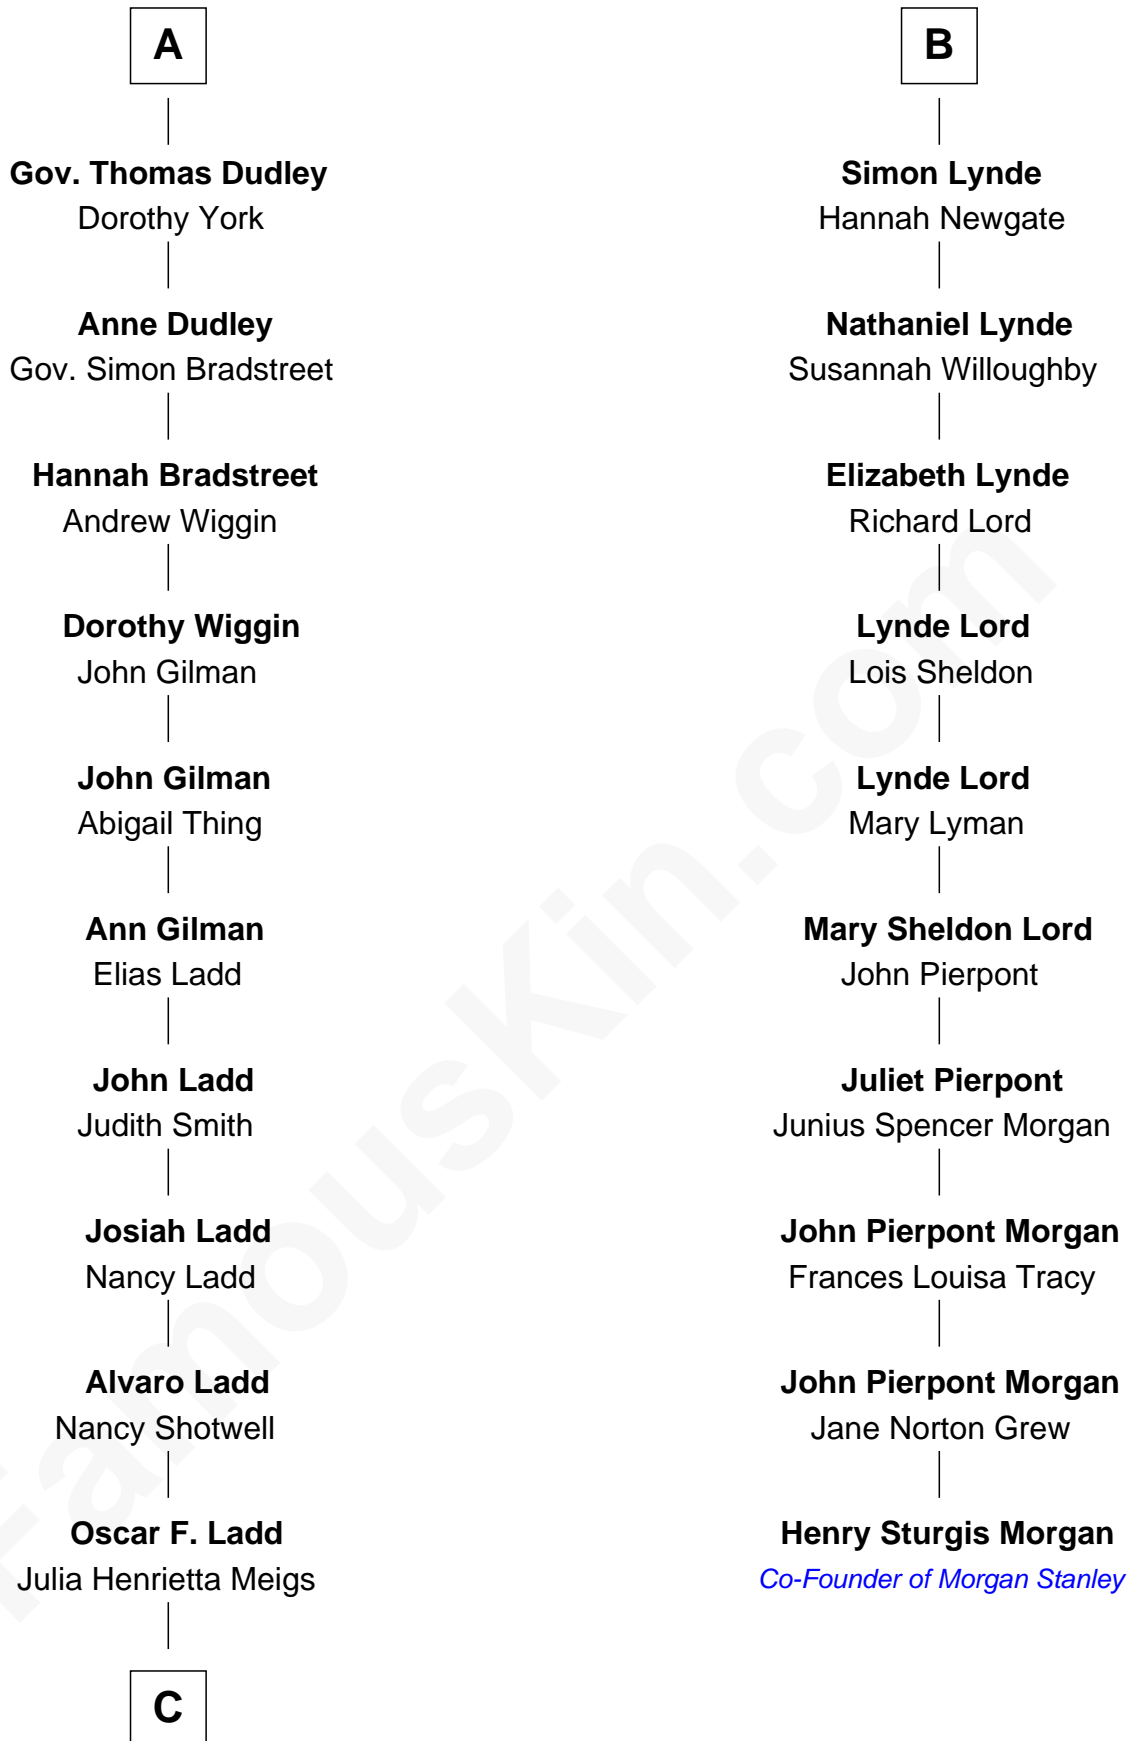 A
Gov. Thomas Dudley
Dorothy York
Anne Dudley
Gov. Simon Bradstreet
Hannah Bradstreet
Andrew Wiggin
Dorothy Wiggin
John Gilman
John Gilman
Abigail Thing
Ann Gilman
Elias Ladd
John Ladd
Judith Smith
Josiah Ladd
Nancy Ladd
Alvaro Ladd
Nancy Shotwell
Oscar F. Ladd
Julia Henrietta Meigs
C
B
Simon Lynde
Hannah Newgate
Nathaniel Lynde
Susannah Willoughby
Elizabeth Lynde
Richard Lord
Lynde Lord
Lois Sheldon
Lynde Lord
Mary Lyman
Mary Sheldon Lord
John Pierpont
Juliet Pierpont
Junius Spencer Morgan
John Pierpont Morgan
Frances Louisa Tracy
John Pierpont Morgan
Jane Norton Grew
Henry Sturgis Morgan
Co-Founder of Morgan Stanley
FamousKin.com